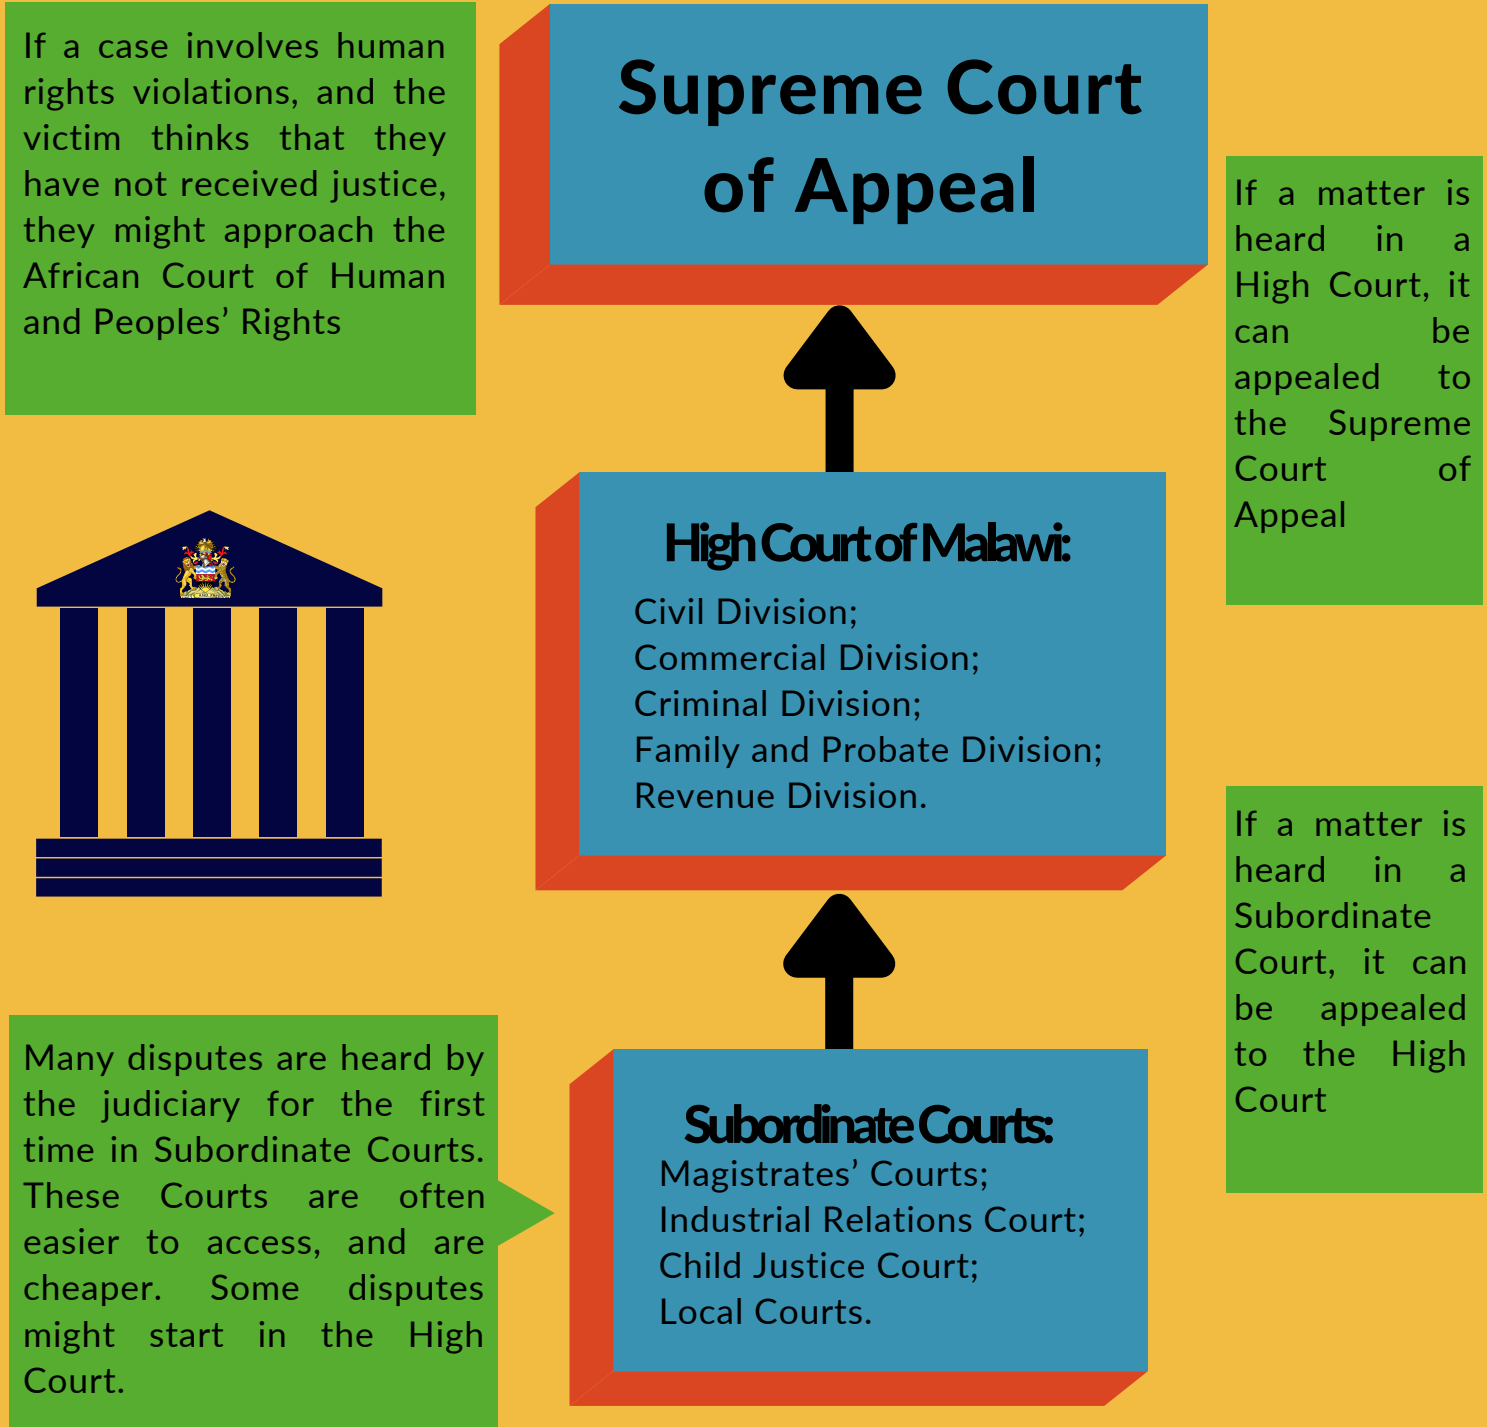 If a case involves human
rights violations, and the
victim thinks that they
have not received justice,
they might approach the
African Court of Human
and Peoples’ Rights
Supreme Court
of Appeal
If a matter is
heard in a
High Court, it
can be
appealed to
the Supreme
Court of
Appeal
High Court of Malawi:
Civil Division;
Commercial Division;
Criminal Division;
Family and Probate Division;
Revenue Division.
If a matter is
heard in a
Subordinate
Court, it can
be appealed
to the High
Court
Many disputes are heard by
the judiciary for the first
time in Subordinate Courts.
These Courts are often
easier to access, and are
cheaper. Some disputes
might start in the High
Court.
Subordinate Courts:
Magistrates’ Courts;
Industrial Relations Court;
Child Justice Court;
Local Courts.